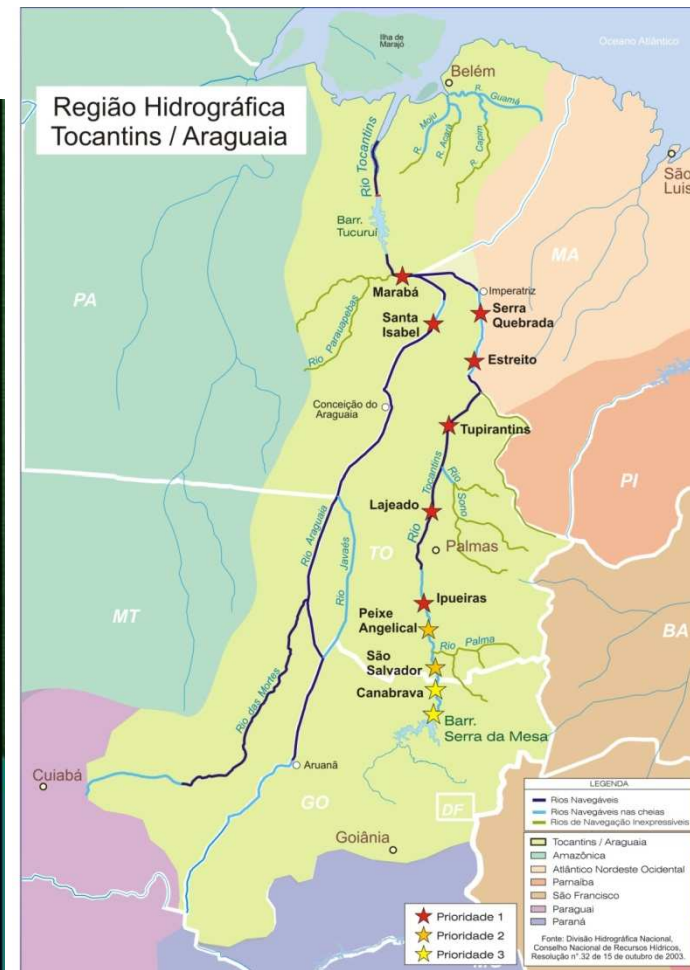 Região Hidrográfica
Tocantins / Araguaia
Ilha de
Marajó
Oceano Atlântico
Belém
R. Guamá
R. Moju
R. Acará
R. Capim
Rio Tocantins
São
Luis
Barr.
Tucuruí
MA
PA
Marabá
Imperatriz
Serra
Quebrada
Santa
Isabel
Rio Parauapebas
Estreito
Conceição do
Araguaia
Tupirantins
PI
Rio Tocantins
Rio Sono
Lajeado
Rio Araguaia
Rio Javaés
TO
Palmas
MT
Ipueiras
Peixe
Angelical
BA
Rio Palma
São
Salvador
Rio das Mortes
Canabrava
Barr.
Serra da Mesa
Cuiabá
Aruanã
GO
DF
Goiânia
LEGENDA
Rios Navegáveis
Rios Navegáveis nas cheias
Rios de Navegação Inexpressíveis
Tocantins / Araguaia
Amazônica
Atlântico Nordeste Ocidental
Parnaíba
São Francisco
Paraguai
Paraná
Prioridade 1
Prioridade 2
Prioridade 3
Fonte: Divisão Hidrográfica Nacional,
Conselho Nacional de Recursos Hídricos,
Resolução n°.32 de 15 de outubro de 2003.